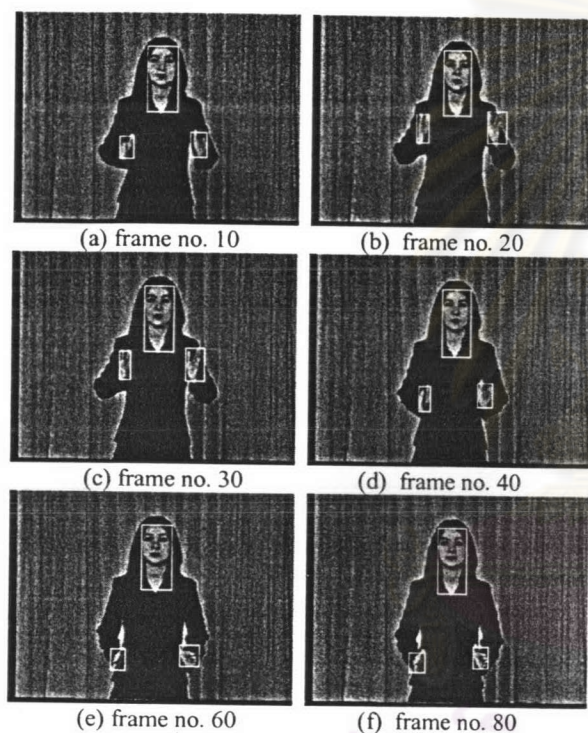 (a) frame no. 10
(b) frame no. 20
(c) frame no. 30
(d) frame no. 40
(e) frame no. 60
(f) frame no. 80